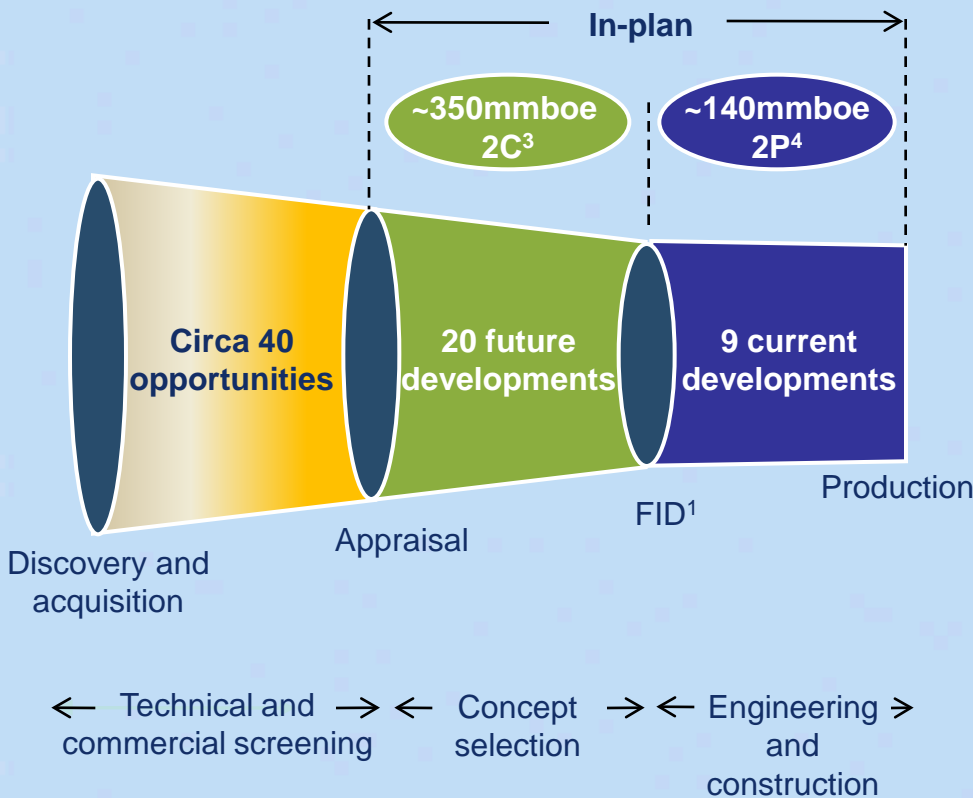 In-plan
~350mmboe
2C³
~140mmboe
2P⁴
Circa 40
opportunities
20 future
developments
9 current
developments
Discovery and
acquisition
Appraisal
FID¹
Production
Technical and
commercial screening
Concept
selection
Engineering
and
construction